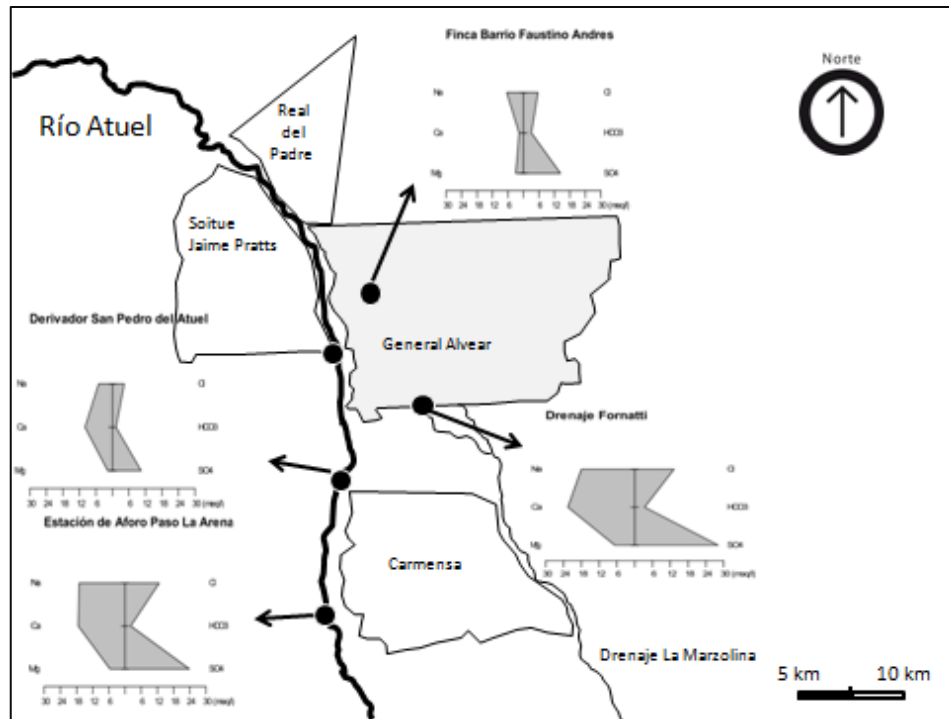 Finca Barrio Faustino Andres
Na Cl
Ca HCO3
Mg SO4
30 24 18 12 6 6 12 18 24 30 (meq/l)
Norte
Río Atuel
Real
del
Padre
Soitue
Jaime Pratts
General Alvear
Derivador San Pedro del Atuel
Na Cl
Ca HCO3
Mg SO4
30 24 18 12 6 6 12 18 24 30 (meq/l)
Drenaje Fornatti
Na Cl
Ca HCO3
Mg SO4
30 24 18 12 6 6 12 18 24 30 (meq/l)
Estación de Aforo Paso La Arena
Na Cl
Ca HCO3
Mg SO4
30 24 18 12 6 6 12 18 24 30 (meq/l)
Carmensa
Drenaje La Marzolina
5 km 10 km